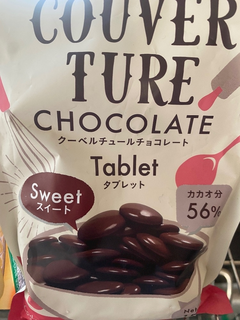 COUVER
TURE
CHOCOLATE
クーベルチュールチョコレート
Tablet
タブレット
Sweet
スイート
カカオ分
56%